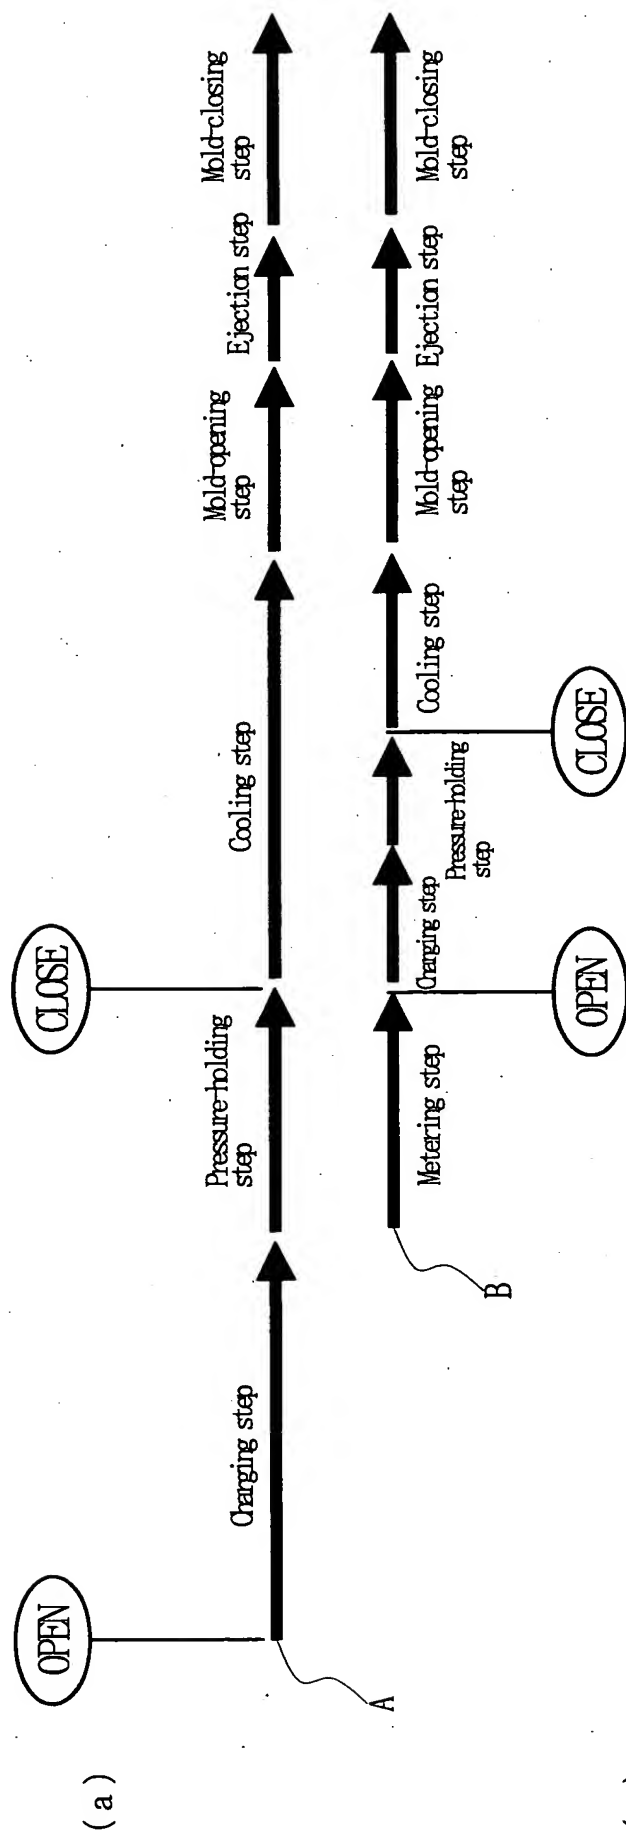 (a)
OPEN
CLOSE
Charging step
Pressure-holding
step
Cooling step
Mold-opening
step
Ejection step
Mold-closing
step
A
B
Metering step
Charging step
Pressure-holding
step
Cooling step
Mold-opening
step
Ejection step
Mold-closing
step
OPEN
CLOSE